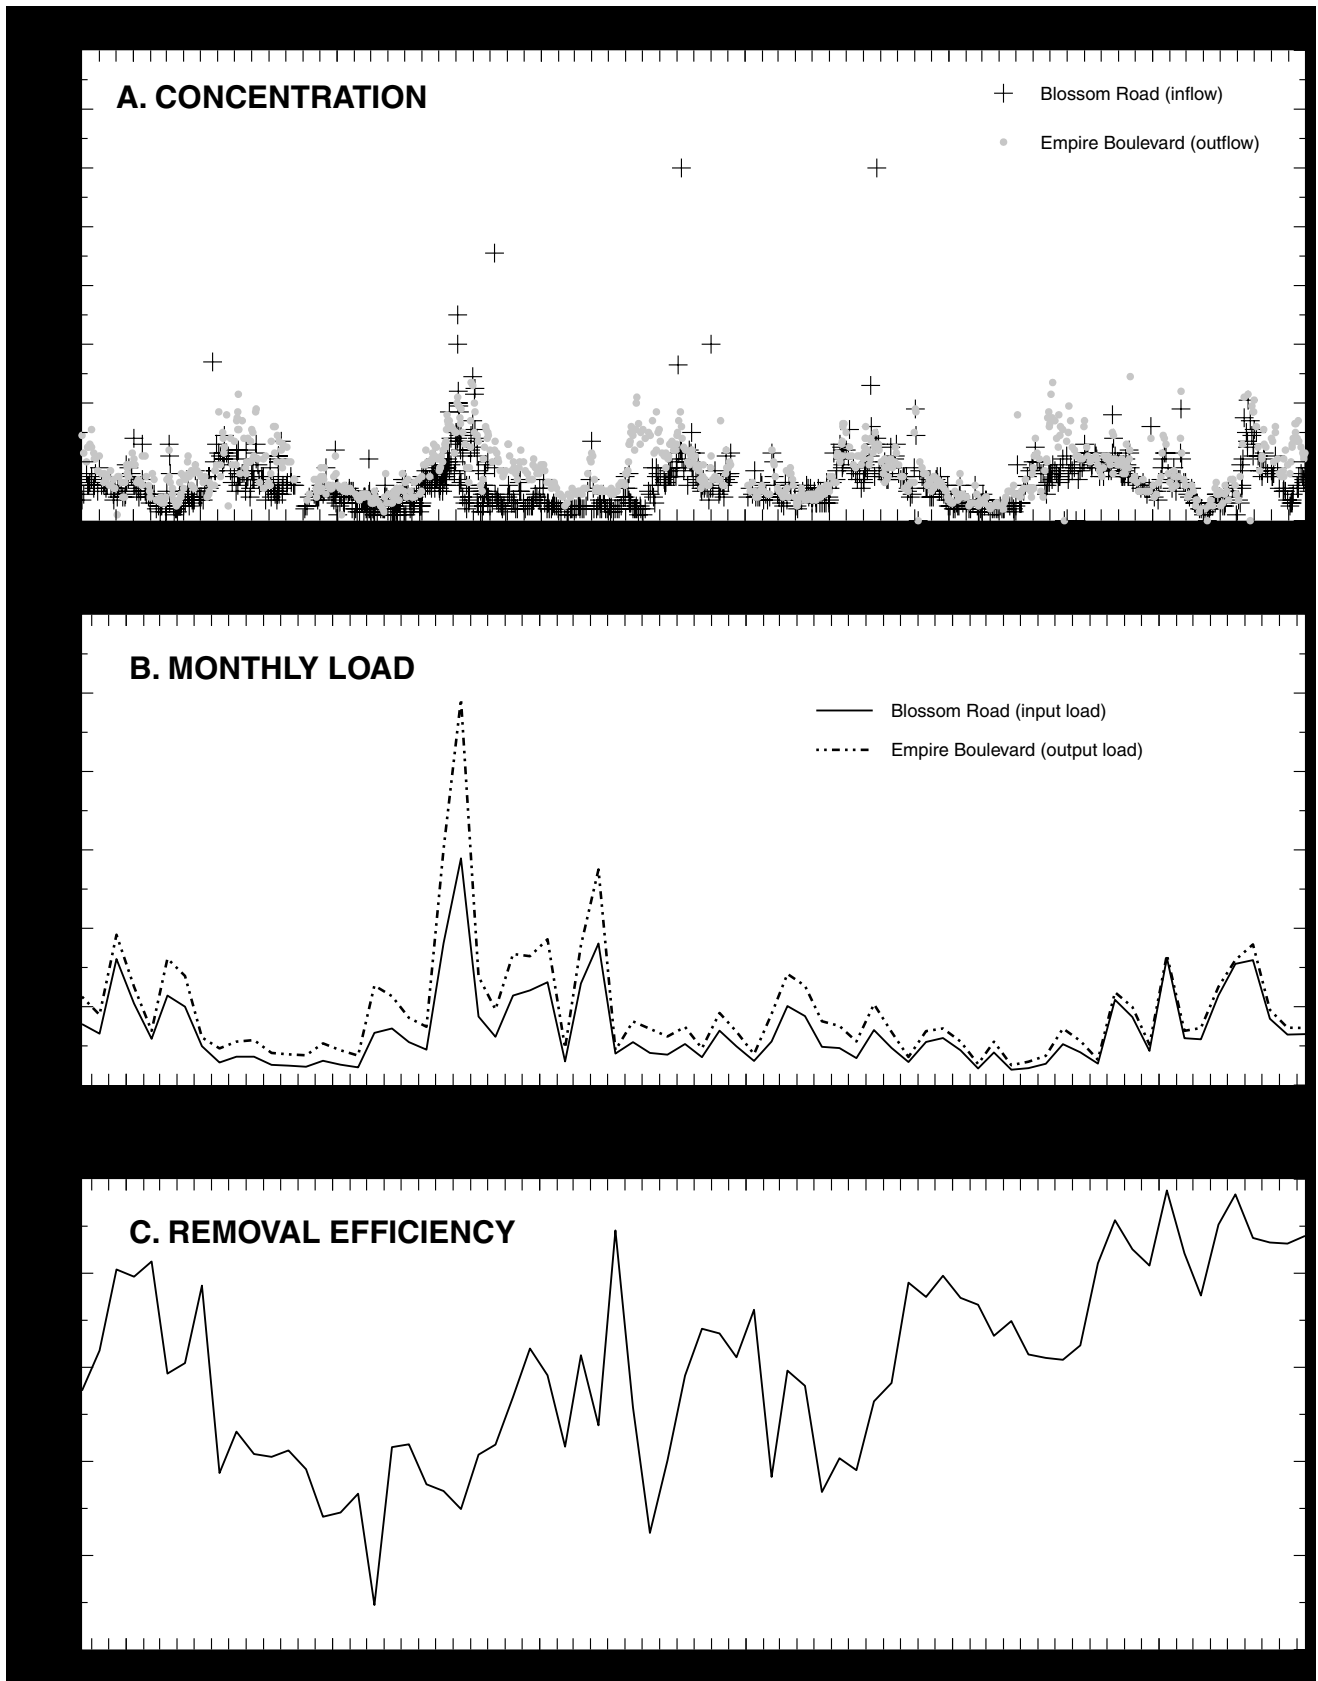 A. CONCENTRATION
Blossom Road (inflow)
Empire Boulevard (outflow)
B. MONTHLY LOAD
Blossom Road (input load)
Empire Boulevard (output load)
C. REMOVAL EFFICIENCY